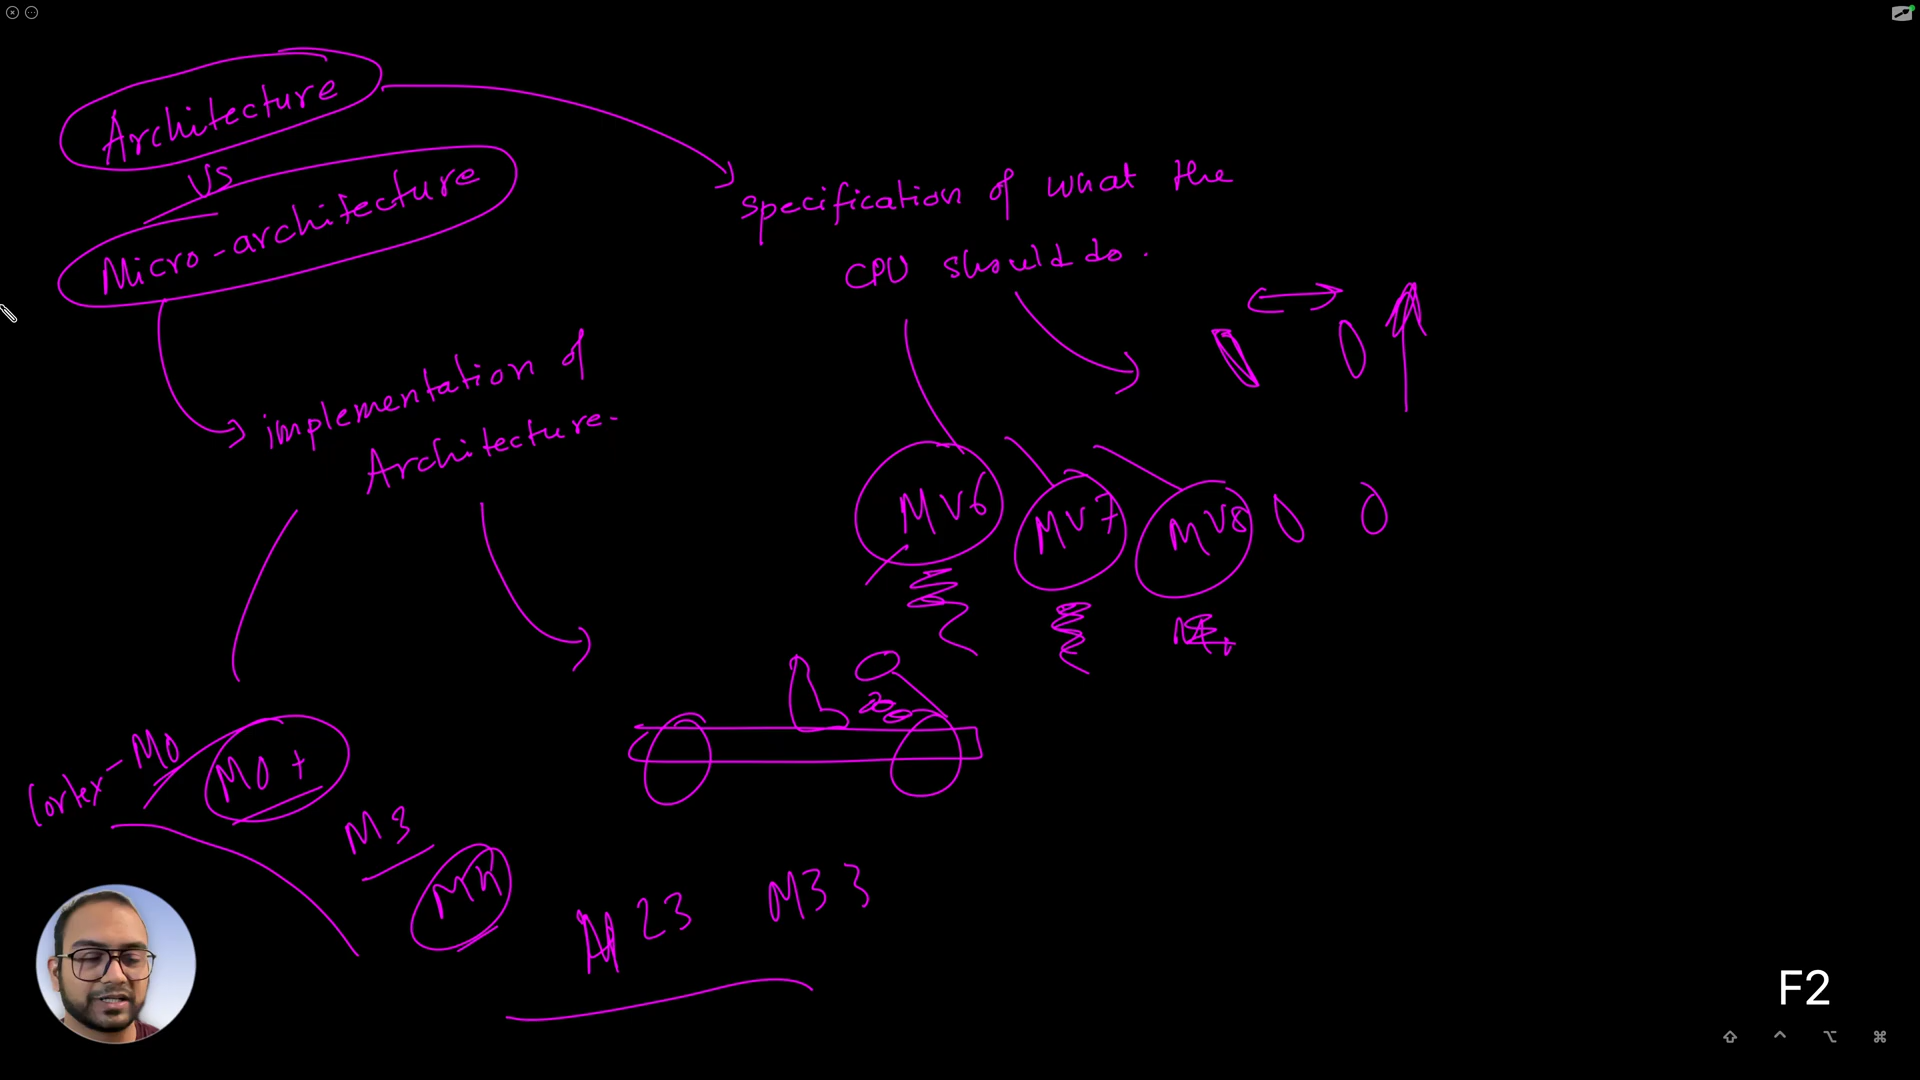 Architecture
VS
Micro-architecture
specification of what the
CPU should do.
implementation of
Architecture.
MV6
MV7
MV8
Cortex-M0
M0+
M3
M4
M23
M33
F2